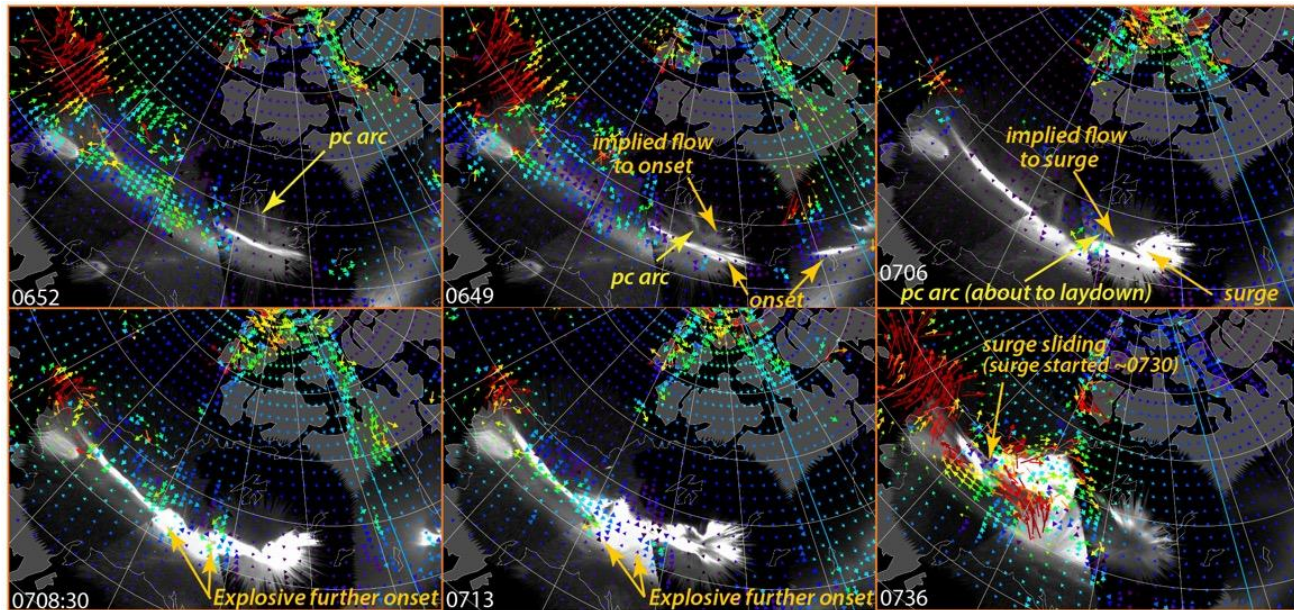 pc arc
0652
implied flow
to onset
pc arc
onset
0649
implied flow
to surge
pc arc (about to laydown)
surge
0706
Explosive further onset
0708:30
Explosive further onset
0713
surge sliding
(surge started ~0730)
0736